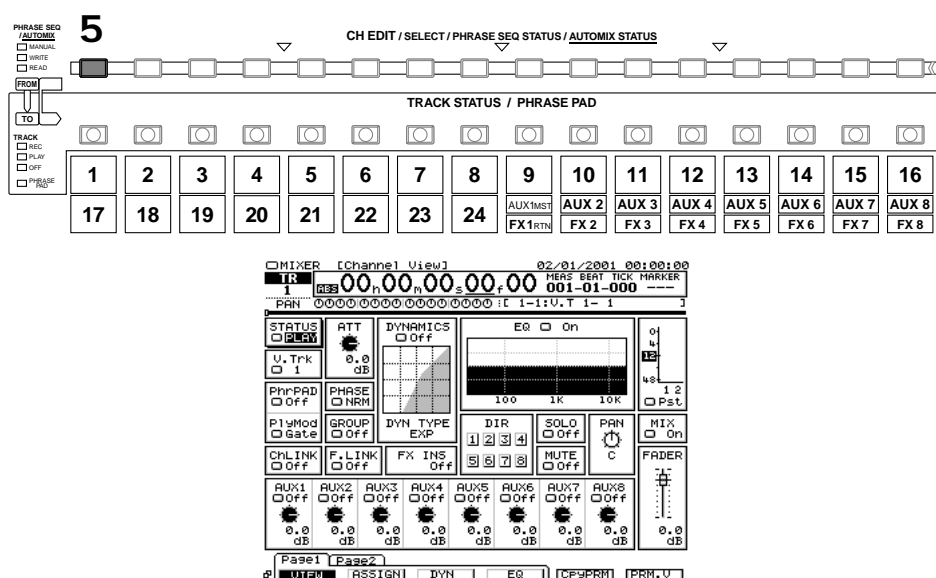 PHRASE SEQ
/AUTOMIX
MANUAL
WRITE
READ
5
CH EDIT / SELECT / PHRASE SEQ STATUS / AUTOMIX STATUS
FROM
TO
TRACK STATUS / PHRASE PAD
TRACK
REC
PLAY
OFF
PHRASE PAD
1 2 3 4 5 6 7 8 9 10 11 12 13 14 15 16
17 18 19 20 21 22 23 24 AUX1MST AUX 2 AUX 3 AUX 4 AUX 5 AUX 6 AUX 7 AUX 8
FX1RTN FX 2 FX 3 FX 4 FX 5 FX 6 FX 7 FX 8
MIXER [Channel View] 02/01/2001 00:00:00
TR 1 ABS 00h00m00s00f00 MEAS BEAT TICK MARKER
001-01-000 ---
PAN :[ 1-1:V.T 1- 1 ]
STATUS ATT DYNAMICS EQ On
PLAY Off
V.Trk 0.0
1 dB
0
4
12
48
PhrPAD PHASE 100 1K 10K 1 2
Off NRM Pst
PlyMod GROUP DYN TYPE DIR SOLO PAN MIX
Gate Off EXP 1 2 3 4 Off On
ChLINK F.LINK FX INS 5 6 7 8 MUTE C FADER
Off Off Off Off
AUX1 AUX2 AUX3 AUX4 AUX5 AUX6 AUX7 AUX8
Off Off Off Off Off Off Off Off
0.0 0.0 0.0 0.0 0.0 0.0 0.0 0.0 0.0
dB dB dB dB dB dB dB dB dB
Page1 Page2
VIEW ASSIGN DYN EQ CpyPRM PRM.V